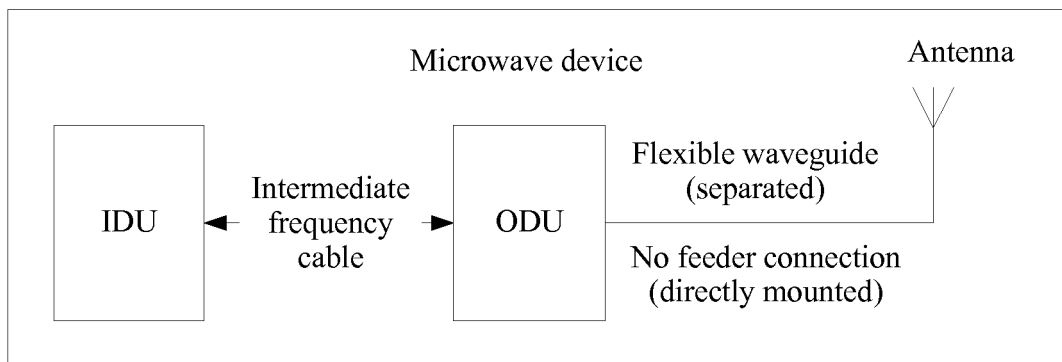 Microwave device
Antenna
IDU
Intermediate
frequency
cable
ODU
Flexible waveguide
(separated)
No feeder connection
(directly mounted)